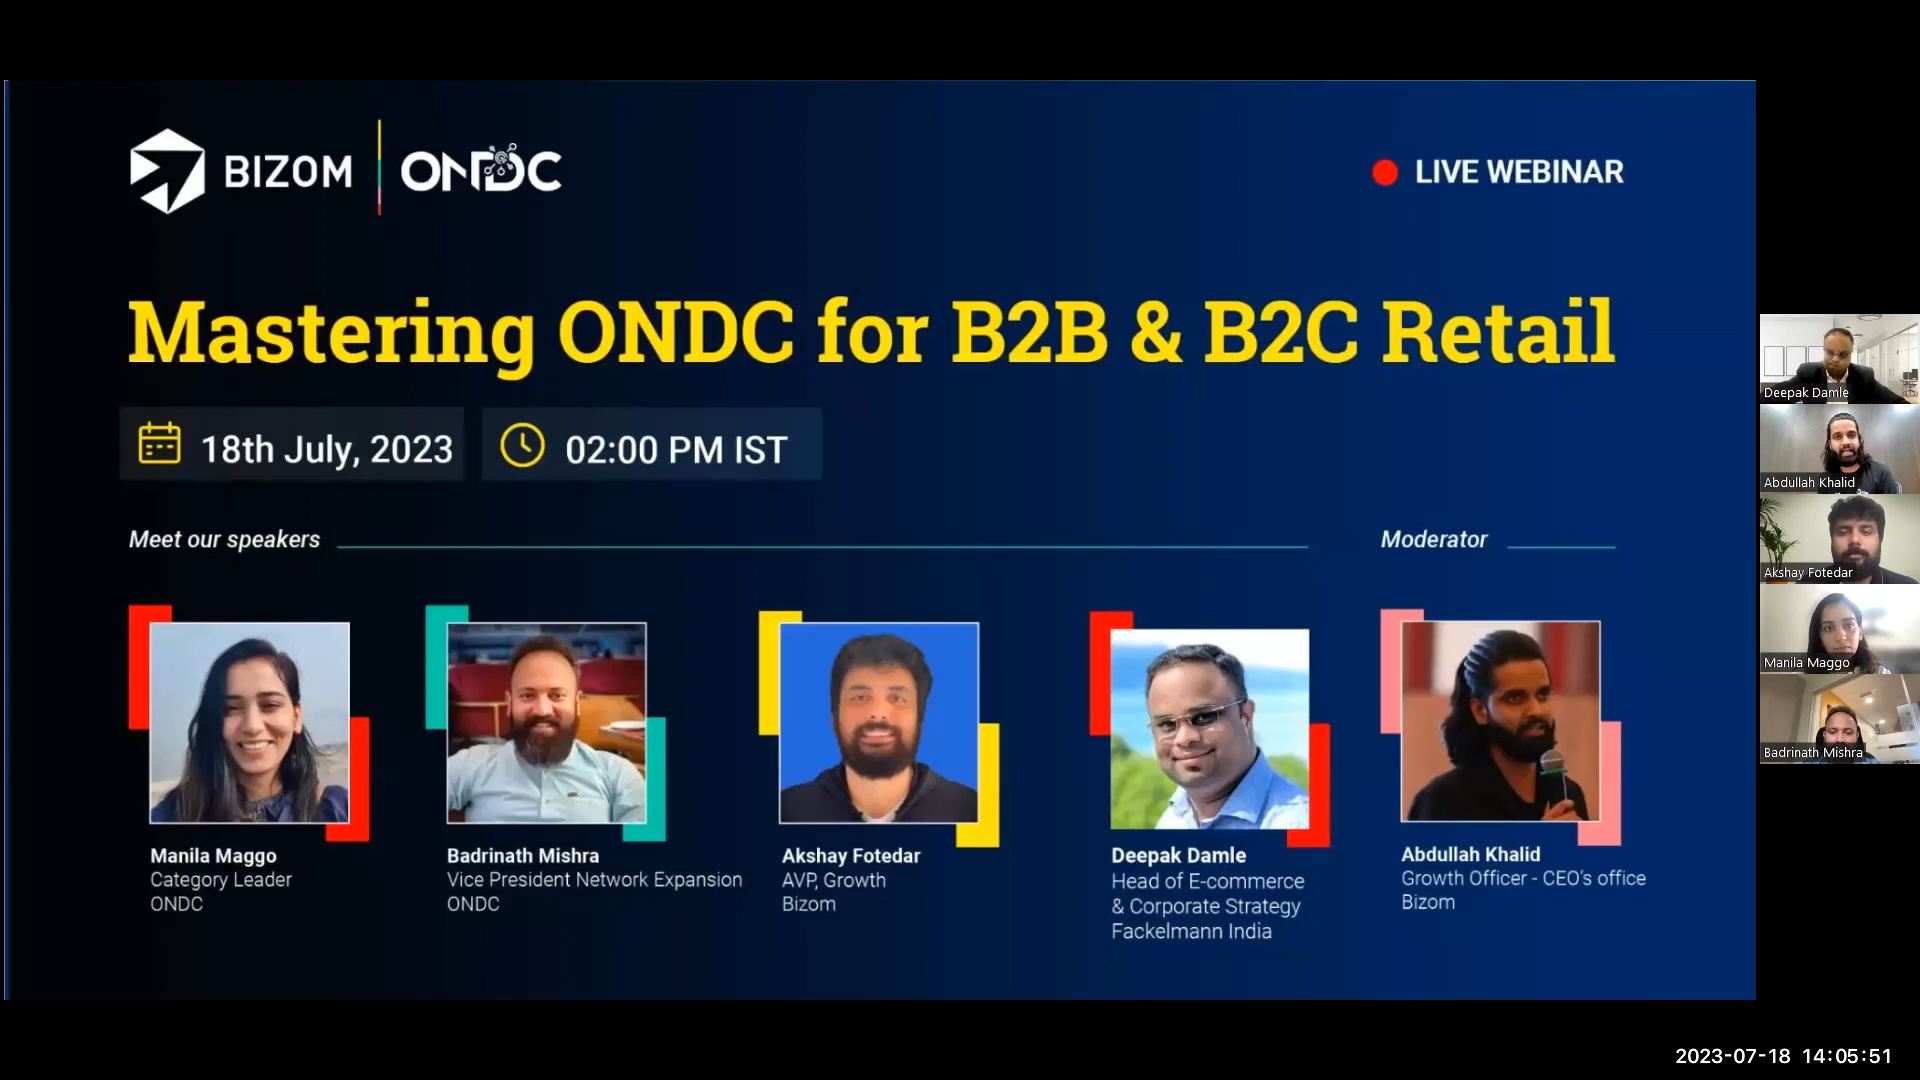 BIZOM
ONDC
LIVE WEBINAR
Mastering ONDC for B2B & B2C Retail
18th July, 2023
02:00 PM IST
Meet our speakers
Moderator
Manila Maggo
Category Leader
ONDC
Badrinath Mishra
Vice President Network Expansion
ONDC
Akshay Fotedar
AVP, Growth
Bizom
Deepak Damle
Head of E-commerce
& Corporate Strategy
Fackelmann India
Abdullah Khalid
Growth Officer - CEO's office
Bizom
Deepak Damle
Abdullah Khalid
Akshay Fotedar
Manila Maggo
Badrinath Mishra
2023-07-18 14:05:51